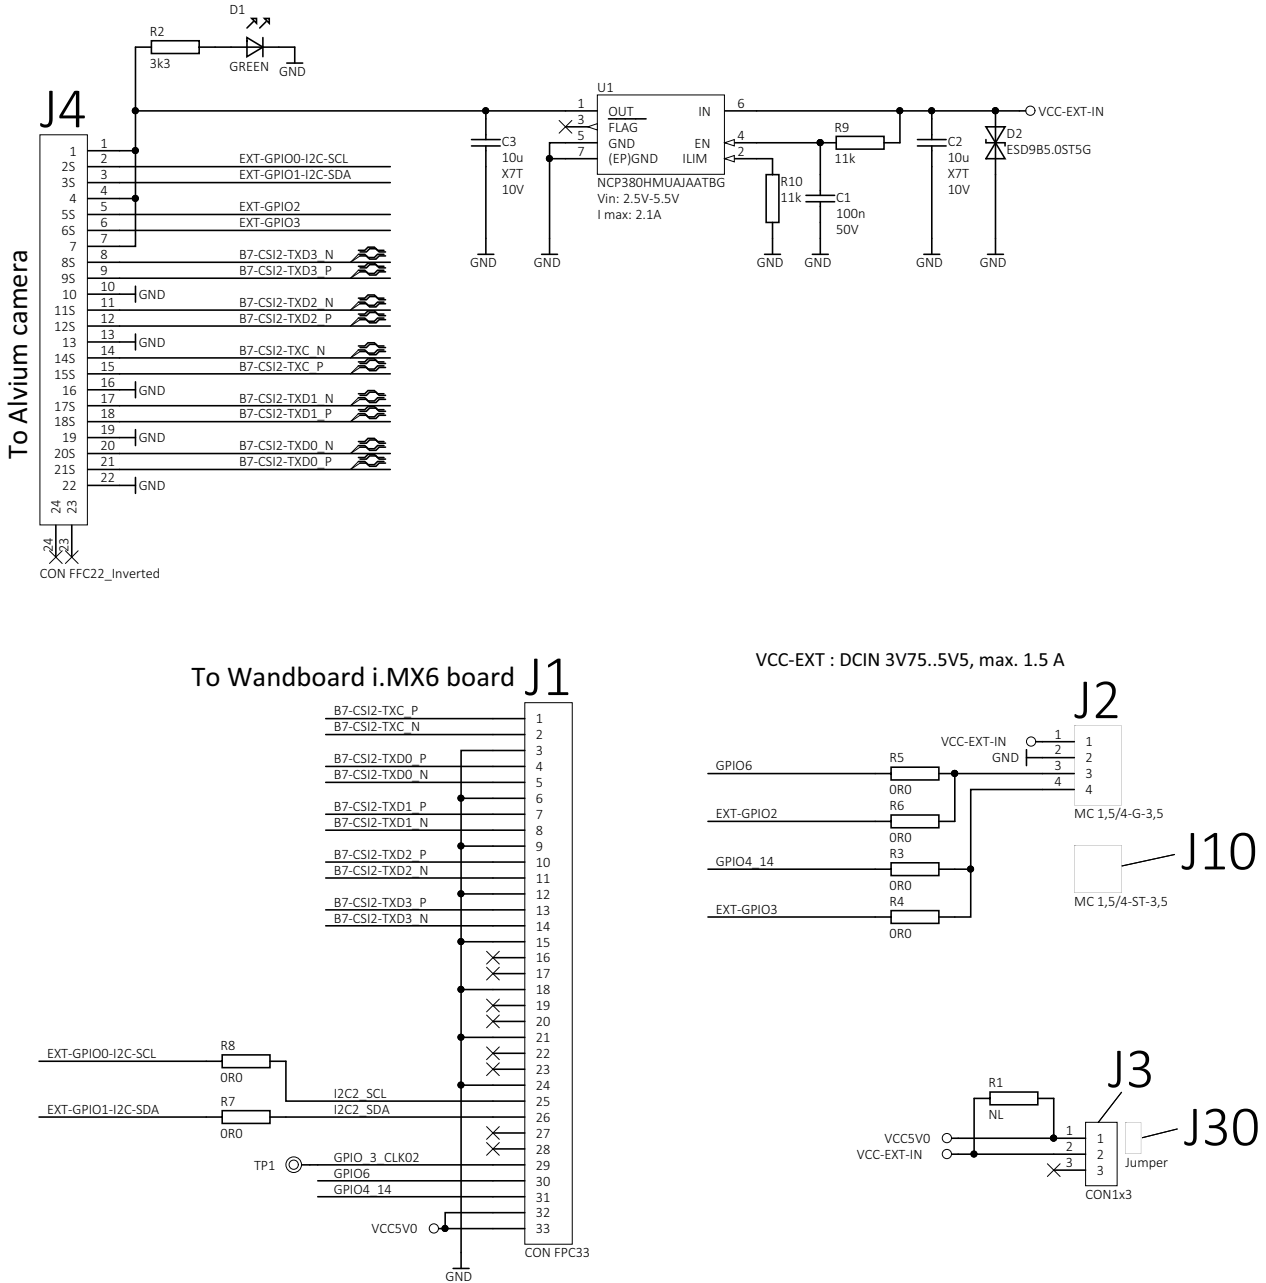 D1
R2
3k3
GREEN
GND
J4
To Alvium camera
1 1
2S 2 EXT-GPIO0-I2C-SCL
3S 3 EXT-GPIO1-I2C-SDA
4 4
5S 5 EXT-GPIO2
6S 6 EXT-GPIO3
7 7
8S 8 B7-CSI2-TXD3_N
9S 9 B7-CSI2-TXD3_P
10 10 GND
11S 11 B7-CSI2-TXD2_N
12S 12 B7-CSI2-TXD2_P
13 13 GND
14S 14 B7-CSI2-TXC_N
15S 15 B7-CSI2-TXC_P
16 16 GND
17S 17 B7-CSI2-TXD1_N
18S 18 B7-CSI2-TXD1_P
19 19 GND
20S 20 B7-CSI2-TXD0_N
21S 21 B7-CSI2-TXD0_P
22 22 GND
24 23
24 23
CON FFC22_Inverted
U1
1 OUT IN 6
3 FLAG
5 GND EN 4
7 (EP)GND ILIM 2
NCP380HMUAJAATBG
Vin: 2.5V-5.5V
I max: 2.1A
C3
10u
X7T
10V
GND
GND
R9
11k
R10
11k
GND
C1
100n
50V
GND
C2
10u
X7T
10V
GND
VCC-EXT-IN
D2
ESD9B5.0ST5G
GND
To Wandboard i.MX6 board
J1
B7-CSI2-TXC_P 1
B7-CSI2-TXC_N 2
3
B7-CSI2-TXD0_P 4
B7-CSI2-TXD0_N 5
6
B7-CSI2-TXD1_P 7
B7-CSI2-TXD1_N 8
9
B7-CSI2-TXD2_P 10
B7-CSI2-TXD2_N 11
12
B7-CSI2-TXD3_P 13
B7-CSI2-TXD3_N 14
15
16
17
18
19
20
21
22
23
24
EXT-GPIO0-I2C-SCL R8 0R0 I2C2_SCL 25
EXT-GPIO1-I2C-SDA R7 0R0 I2C2_SDA 26
27
28
TP1 GPIO_3_CLK02 29
GPIO6 30
GPIO4_14 31
32
VCC5V0 33
CON FPC33
GND
VCC-EXT : DCIN 3V75..5V5, max. 1.5 A
J2
VCC-EXT-IN 1 1
GND 2 2
3 3
4 4
MC 1,5/4-G-3,5
GPIO6 R5 0R0
EXT-GPIO2 R6 0R0
GPIO4_14 R3 0R0
EXT-GPIO3 R4 0R0
J10
MC 1,5/4-ST-3,5
J3
R1
NL
VCC5V0 1 1
VCC-EXT-IN 2 2
3 3
CON1x3
J30
Jumper